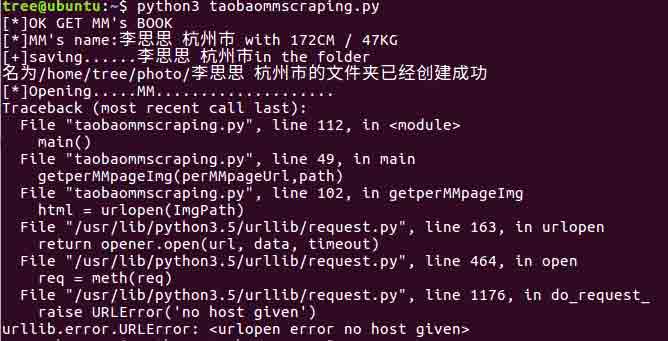 tree@ubuntu:~$ python3 taobaommscraping.py
[*]OK GET MM's BOOK
[*]MM's name:李思思 杭州市 with 172CM / 47KG
[+]saving......李思思 杭州市in the folder
名为/home/tree/photo/李思思 杭州市的文件夹已经创建成功
[*]Opening.....MM....................
Traceback (most recent call last):
  File "taobaommscraping.py", line 112, in <module>
    main()
  File "taobaommscraping.py", line 49, in main
    getperMMpageImg(perMMpageUrl,path)
  File "taobaommscraping.py", line 102, in getperMMpageImg
    html = urlopen(ImgPath)
  File "/usr/lib/python3.5/urllib/request.py", line 163, in urlopen
    return opener.open(url, data, timeout)
  File "/usr/lib/python3.5/urllib/request.py", line 464, in open
    req = meth(req)
  File "/usr/lib/python3.5/urllib/request.py", line 1176, in do_request_
    raise URLError('no host given')
urllib.error.URLError: <urlopen error no host given>